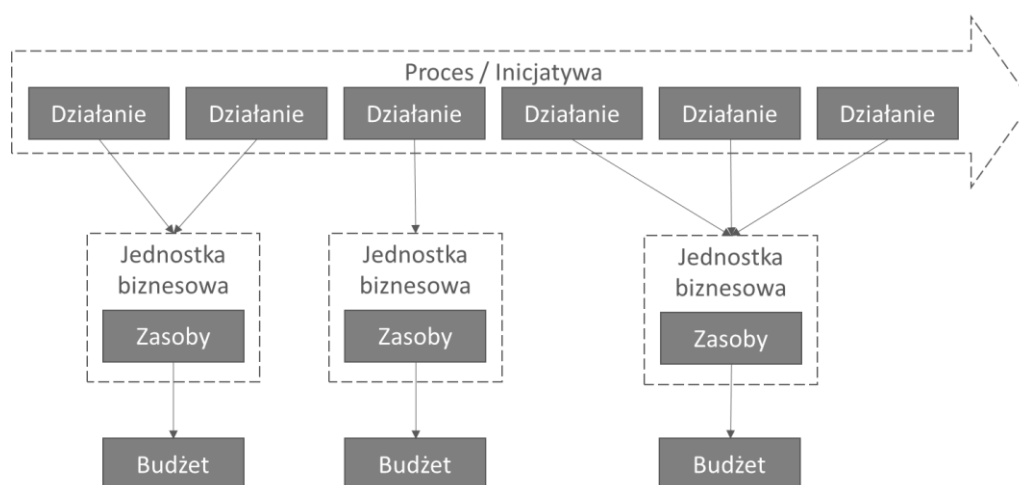 Proces / Inicjatywa
Działanie Działanie Działanie Działanie Działanie Działanie
Jednostka
biznesowa
Zasoby
Budżet
Jednostka
biznesowa
Zasoby
Budżet
Jednostka
biznesowa
Zasoby
Budżet